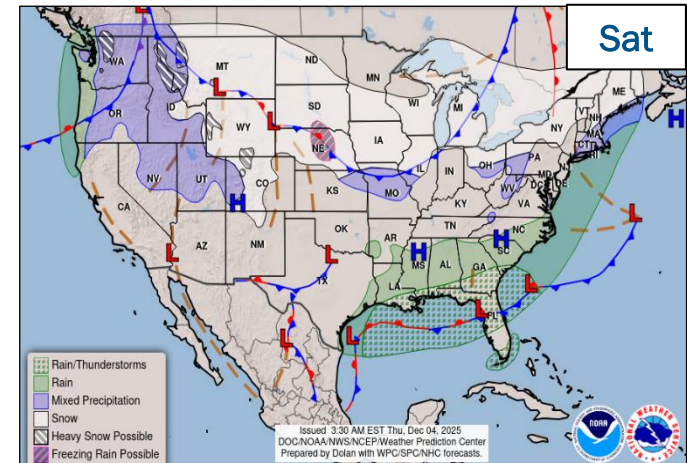 Sat
WA
MT
ND
MN
OR
ID
SD
WI
MI
ME
VT
NH
NY
MA
CT
RI
WY
NE
IA
NV
UT
CO
IL
IN
OH
PA
NJ
MD
DE
DC
WV
VA
KS
MO
KY
CA
AZ
NM
OK
AR
TN
NC
SC
TX
LA
MS
AL
GA
FL
L
L
L
H
H
L
L
H
H
L
L
L
L
L
Rain/Thunderstorms
Rain
Mixed Precipitation
Snow
Heavy Snow Possible
Freezing Rain Possible
Issued 3:30 AM EST Thu, Dec 04, 2025
DOC/NOAA/NWS/NCEP/Weather Prediction Center
Prepared by Dolan with WPC/SPC/NHC forecasts.
NOAA
NATIONAL WEATHER SERVICE